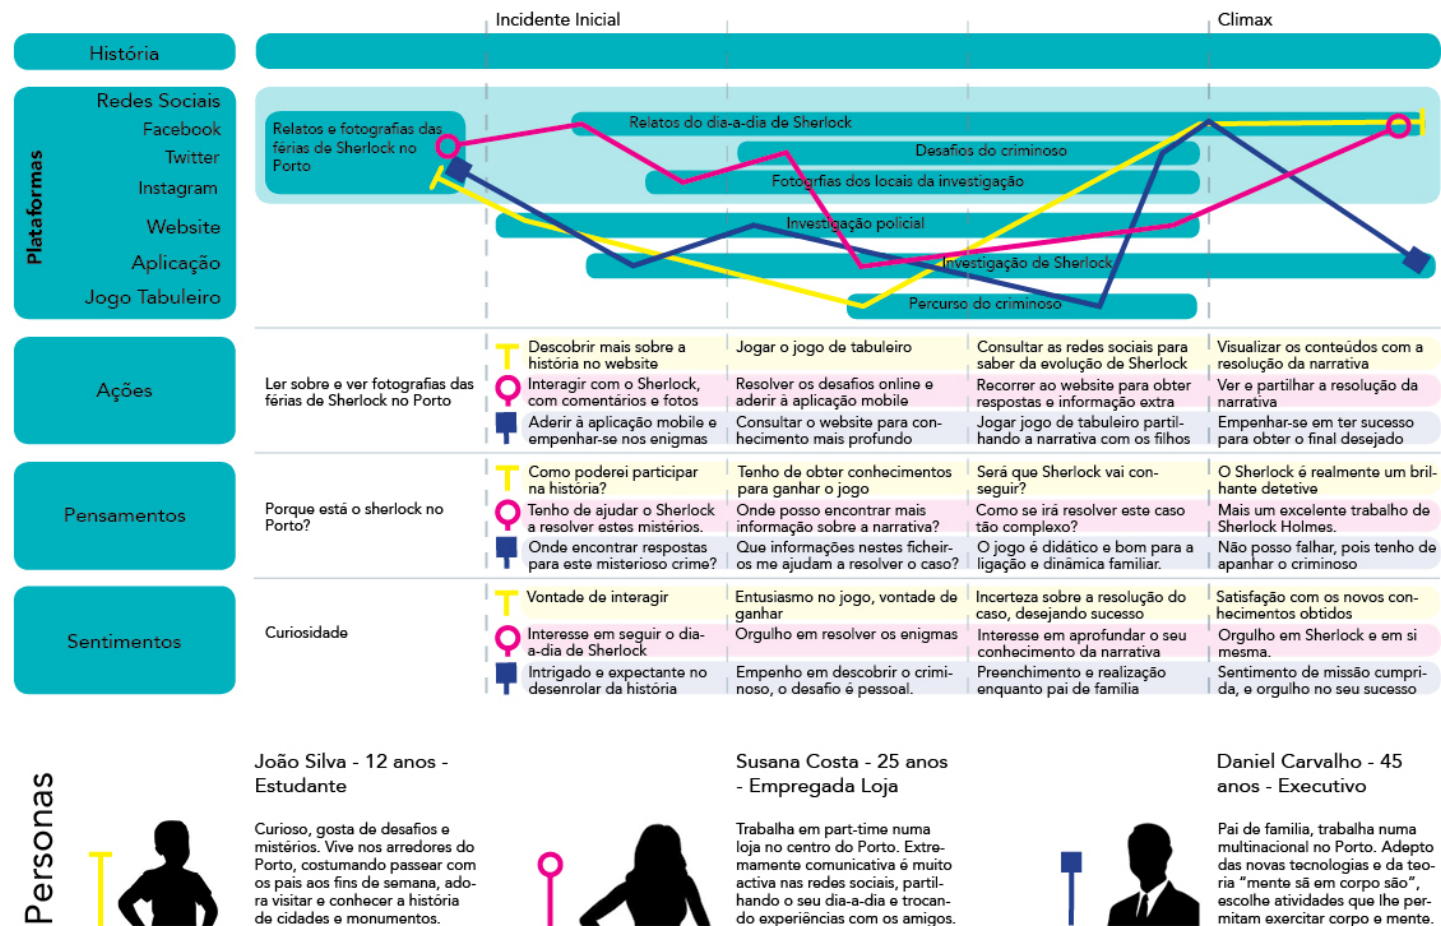 Incidente Inicial
Climax
História
Plataformas
Redes Sociais
Facebook
Twitter
Instagram
Website
Aplicação
Jogo Tabuleiro
Relatos e fotografias das
férias de Sherlock no
Porto
Relatos do dia-a-dia de Sherlock
Desafios do criminoso
Fotogrfias dos locais da investigação
Investigação policial
Investigação de Sherlock
Percurso do criminoso
Ações
Ler sobre e ver fotografias das
férias de Sherlock no Porto
Descobrir mais sobre a
história no website
Interagir com o Sherlock,
com comentários e fotos
Aderir à aplicação mobile e
empenhar-se nos enigmas
Jogar o jogo de tabuleiro
Resolver os desafios online e
aderir à aplicação mobile
Consultar o website para con-
hecimento mais profundo
Consultar as redes sociais para
saber da evolução de Sherlock
Recorrer ao website para obter
respostas e informação extra
Jogar jogo de tabuleiro partil-
hando a narrativa com os filhos
Visualizar os conteúdos com a
resolução da narrativa
Ver e partilhar a resolução da
narrativa
Empenhar-se em ter sucesso
para obter o final desejado
Pensamentos
Porque está o sherlock no
Porto?
Como poderei participar
na história?
Tenho de ajudar o Sherlock
a resolver estes mistérios.
Onde encontrar respostas
para este misterioso crime?
Tenho de obter conhecimentos
para ganhar o jogo
Onde posso encontrar mais
informação sobre a narrativa?
Que informações nestes ficheir-
os me ajudam a resolver o caso?
Será que Sherlock vai con-
seguir?
Como se irá resolver este caso
tão complexo?
O jogo é didático e bom para a
ligação e dinâmica familiar.
O Sherlock é realmente um bril-
hante detetive
Mais um excelente trabalho de
Sherlock Holmes.
Não posso falhar, pois tenho de
apanhar o criminoso
Sentimentos
Curiosidade
Vontade de interagir
Interesse em seguir o dia-
a-dia de Sherlock
Intrigado e expectante no
desenrolar da história
Entusiasmo no jogo, vontade de
ganhar
Orgulho em resolver os enigmas
Empenho em descobrir o crimi-
noso, o desafio é pessoal.
Incerteza sobre a resolução do
caso, desejando sucesso
Interesse em aprofundar o seu
conhecimento da narrativa
Preenchimento e realização
enquanto pai de família
Satisfação com os novos con-
hecimentos obtidos
Orgulho em Sherlock e em si
mesma.
Sentimento de missão cumpri-
da, e orgulho no seu sucesso
Personas
João Silva - 12 anos -
Estudante
Curioso, gosta de desafios e
mistérios. Vive nos arredores do
Porto, costumando passear com
os pais aos fins de semana, ado-
ra visitar e conhecer a história
de cidades e monumentos.
Susana Costa - 25 anos
- Empregada Loja
Trabalha em part-time numa
loja no centro do Porto. Extre-
mamente comunicativa é muito
activa nas redes sociais, partil-
hando o seu dia-a-dia e trocan-
do experiências com os amigos.
Daniel Carvalho - 45
anos - Executivo
Pai de familia, trabalha numa
multinacional no Porto. Adepto
das novas tecnologias e da teo-
ria "mente sã em corpo são",
escolhe atividades que lhe per-
mitam exercitar corpo e mente.